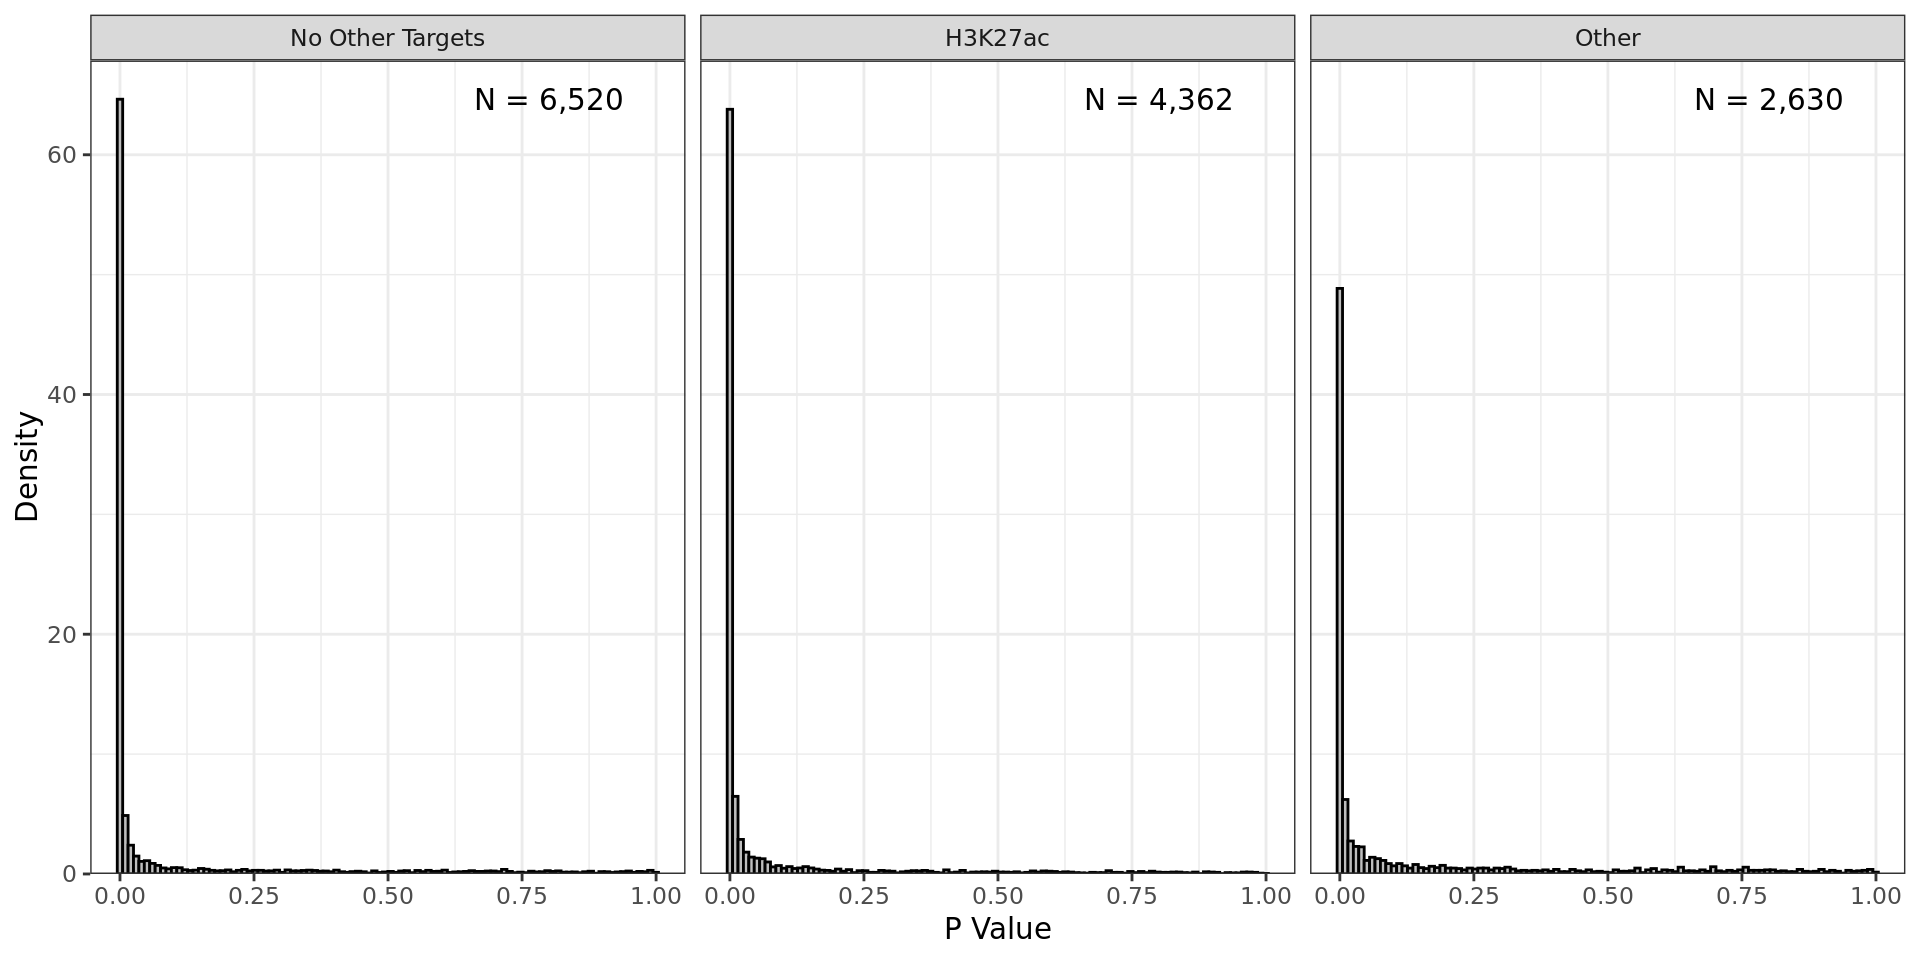 No Other Targets
H3K27ac
Other
N = 6,520
N = 4,362
N = 2,630
Density
60
40
20
0
0.00 0.25 0.50 0.75 1.00
0.00 0.25 0.50 0.75 1.00
0.00 0.25 0.50 0.75 1.00
P Value